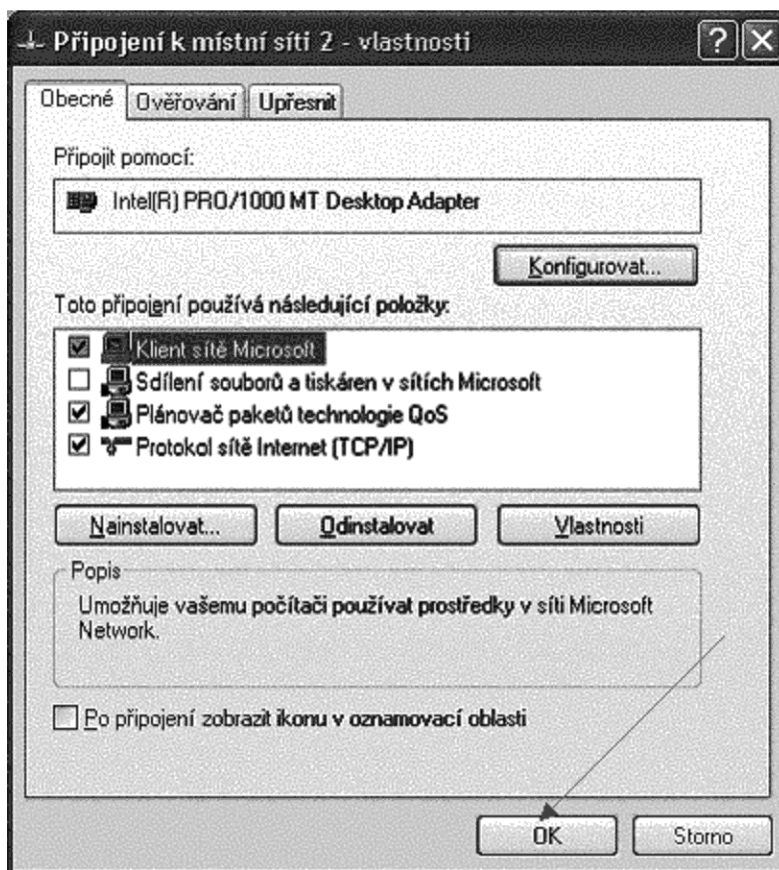 Připojení k místní síti 2 - vlastnosti
Obecné Ověřování Upřesnit
Připojit pomocí:
Intel(R) PRO/1000 MT Desktop Adapter
Konfigurovat...
Toto připojení používá následující položky:
Klient sítě Microsoft
Sdílení souborů a tiskáren v sítích Microsoft
Plánovač paketů technologie QoS
Protokol sítě Internet (TCP/IP)
Nainstalovat... Odinstalovat Vlastnosti
Popis
Umožňuje vašemu počítači používat prostředky v síti Microsoft
Network.
Po připojení zobrazit ikonu v oznamovací oblasti
OK Storno